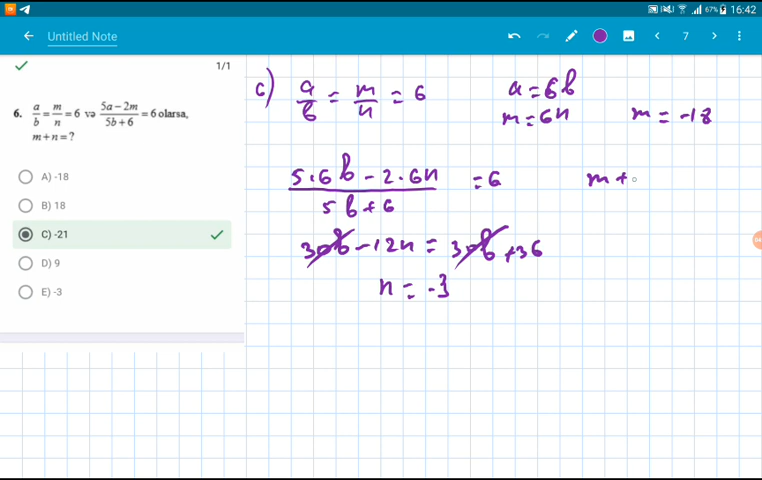 67% 16:42
Untitled Note
7
1/1
6. a/b = m/n = 6 və (5a − 2m)/(5b + 6) = 6 olarsa,
m + n = ?
A) -18
B) 18
C) -21
D) 9
E) -3
6) a/b = m/n = 6
a = 6b
m = 6n
m = -18
(5·6b − 2·6n)/(5b+6) = 6
m +
30b − 12n = 30b + 36
n = -3